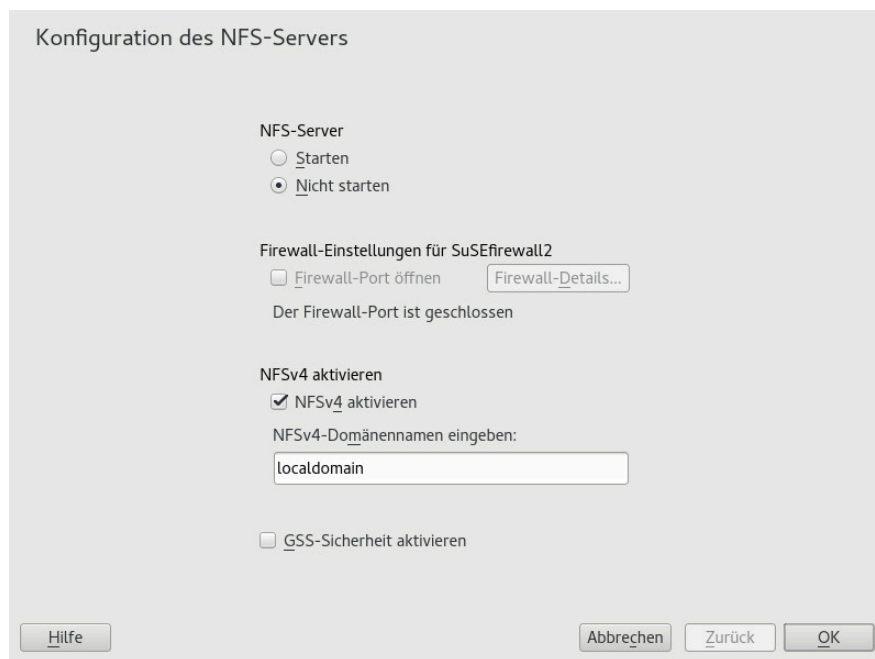 Konfiguration des NFS-Servers
NFS-Server
Starten
Nicht starten
Firewall-Einstellungen für SuSEfirewall2
Firewall-Port öffnen
Firewall-Details...
Der Firewall-Port ist geschlossen
NFSv4 aktivieren
NFSv4 aktivieren
NFSv4-Domänennamen eingeben:
localdomain
GSS-Sicherheit aktivieren
Hilfe
Abbrechen
Zurück
OK